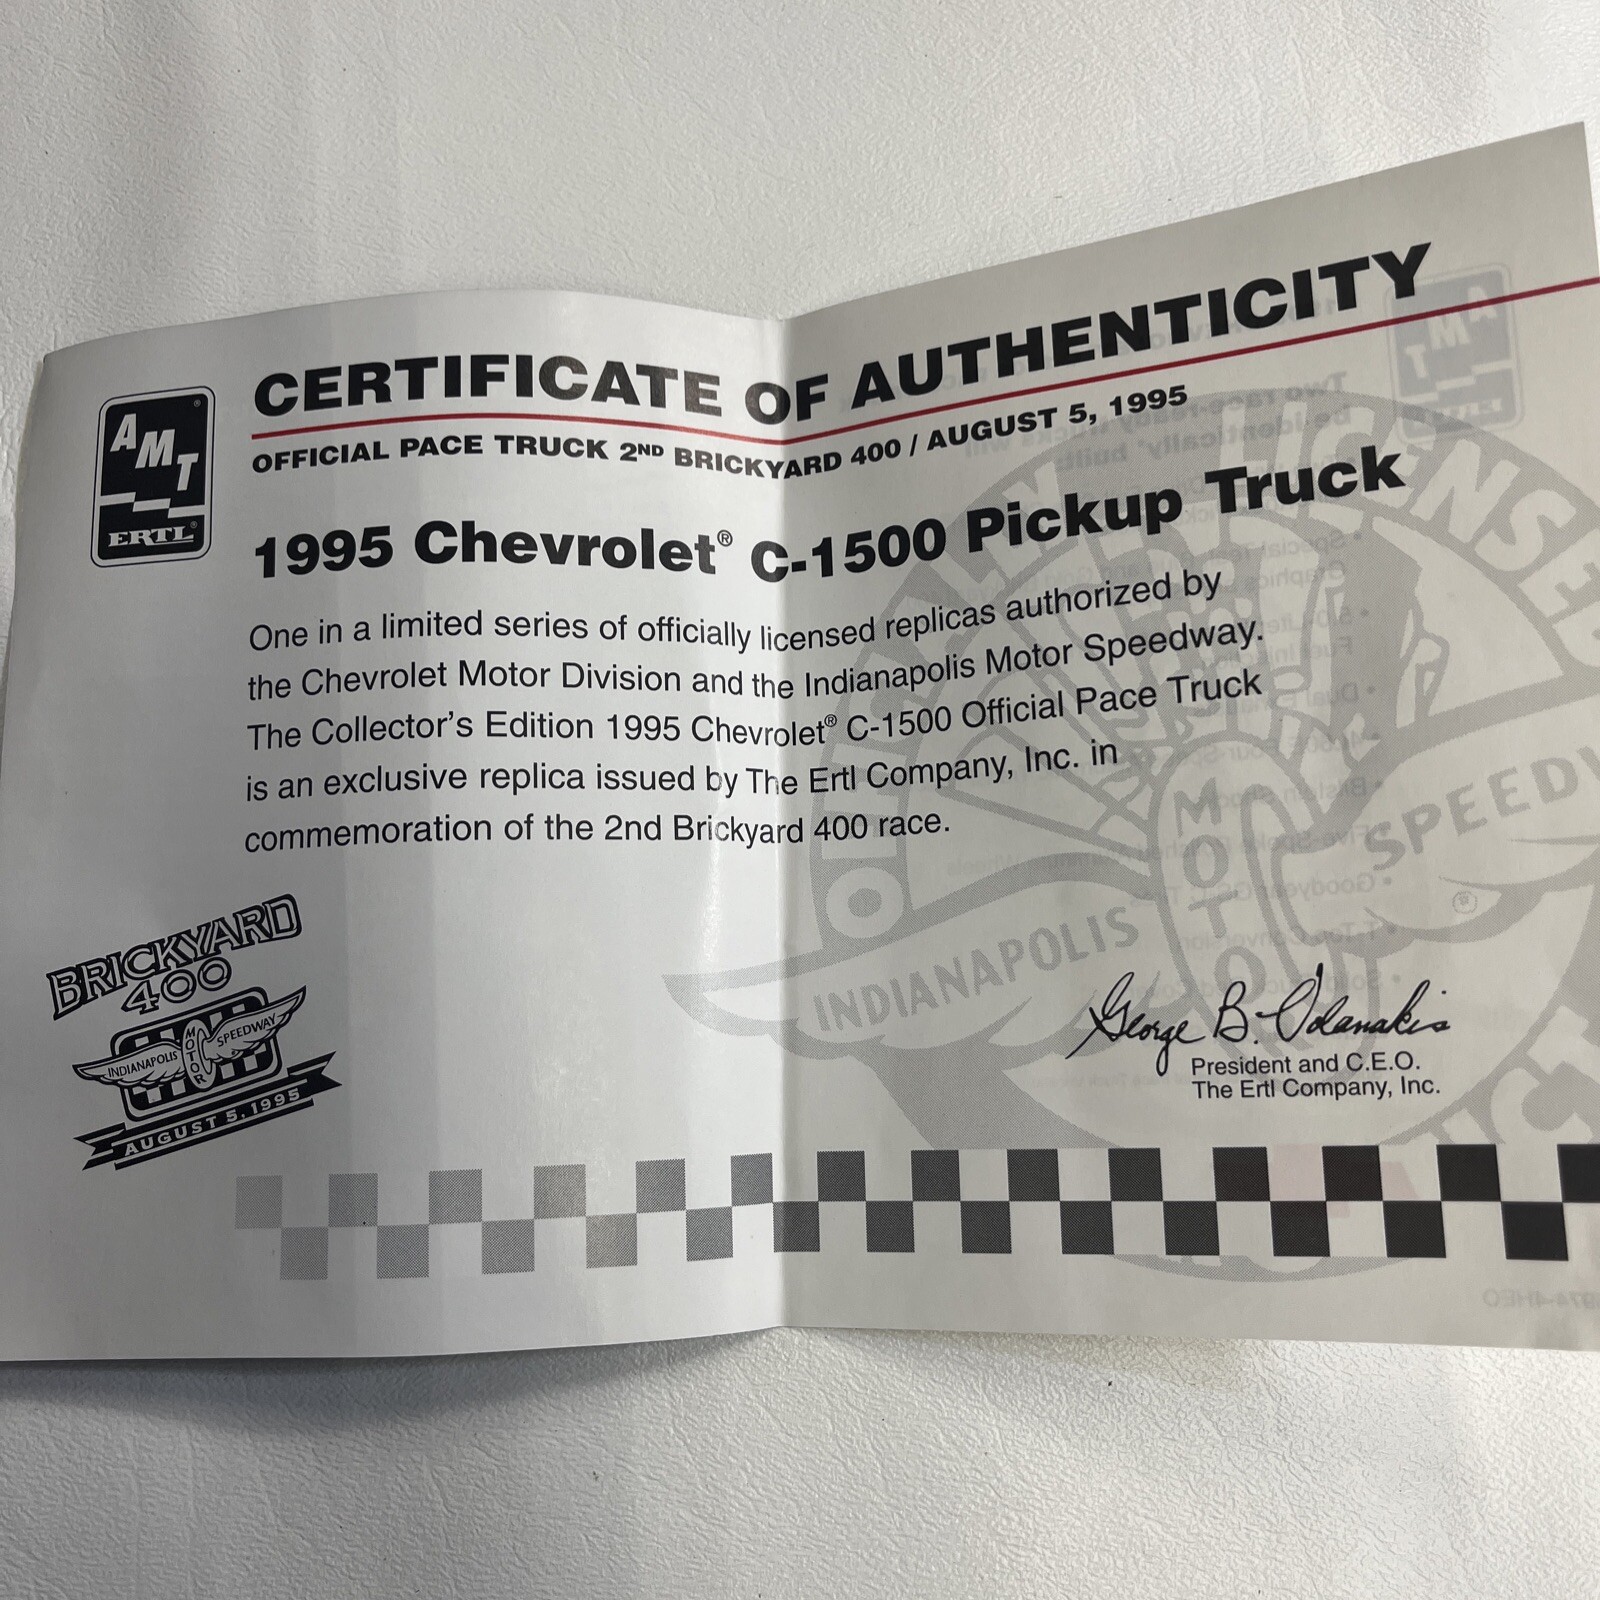 AMT®
ERTL®
CERTIFICATE OF AUTHENTICITY
OFFICIAL PACE TRUCK 2ND BRICKYARD 400 / AUGUST 5, 1995
1995 Chevrolet® C-1500 Pickup Truck
One in a limited series of officially licensed replicas authorized by
the Chevrolet Motor Division and the Indianapolis Motor Speedway.
The Collector's Edition 1995 Chevrolet® C-1500 Official Pace Truck
is an exclusive replica issued by The Ertl Company, Inc. in
commemoration of the 2nd Brickyard 400 race.
BRICKYARD
400
INDIANAPOLIS MOTOR SPEEDWAY
AUGUST 5, 1995
INDIANAPOLIS MOTOR
®
George B.
President and C.E.O.
The Ertl Company, Inc.